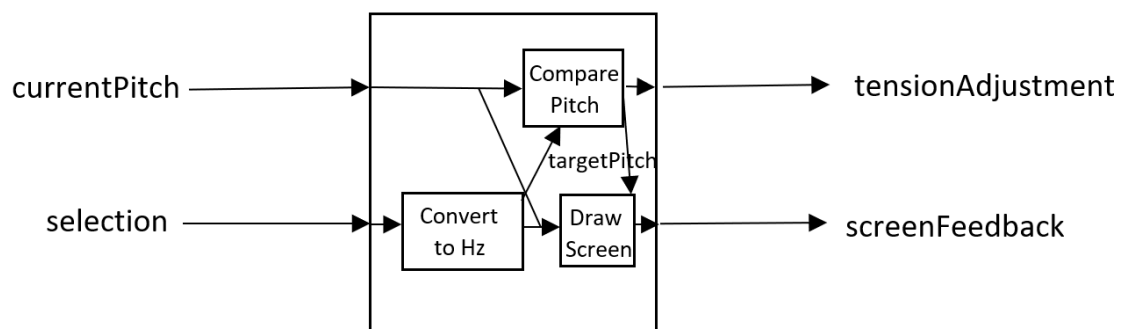 currentPitch
Compare
Pitch
tensionAdjustment
targetPitch
selection
Convert
to Hz
Draw
Screen
screenFeedback